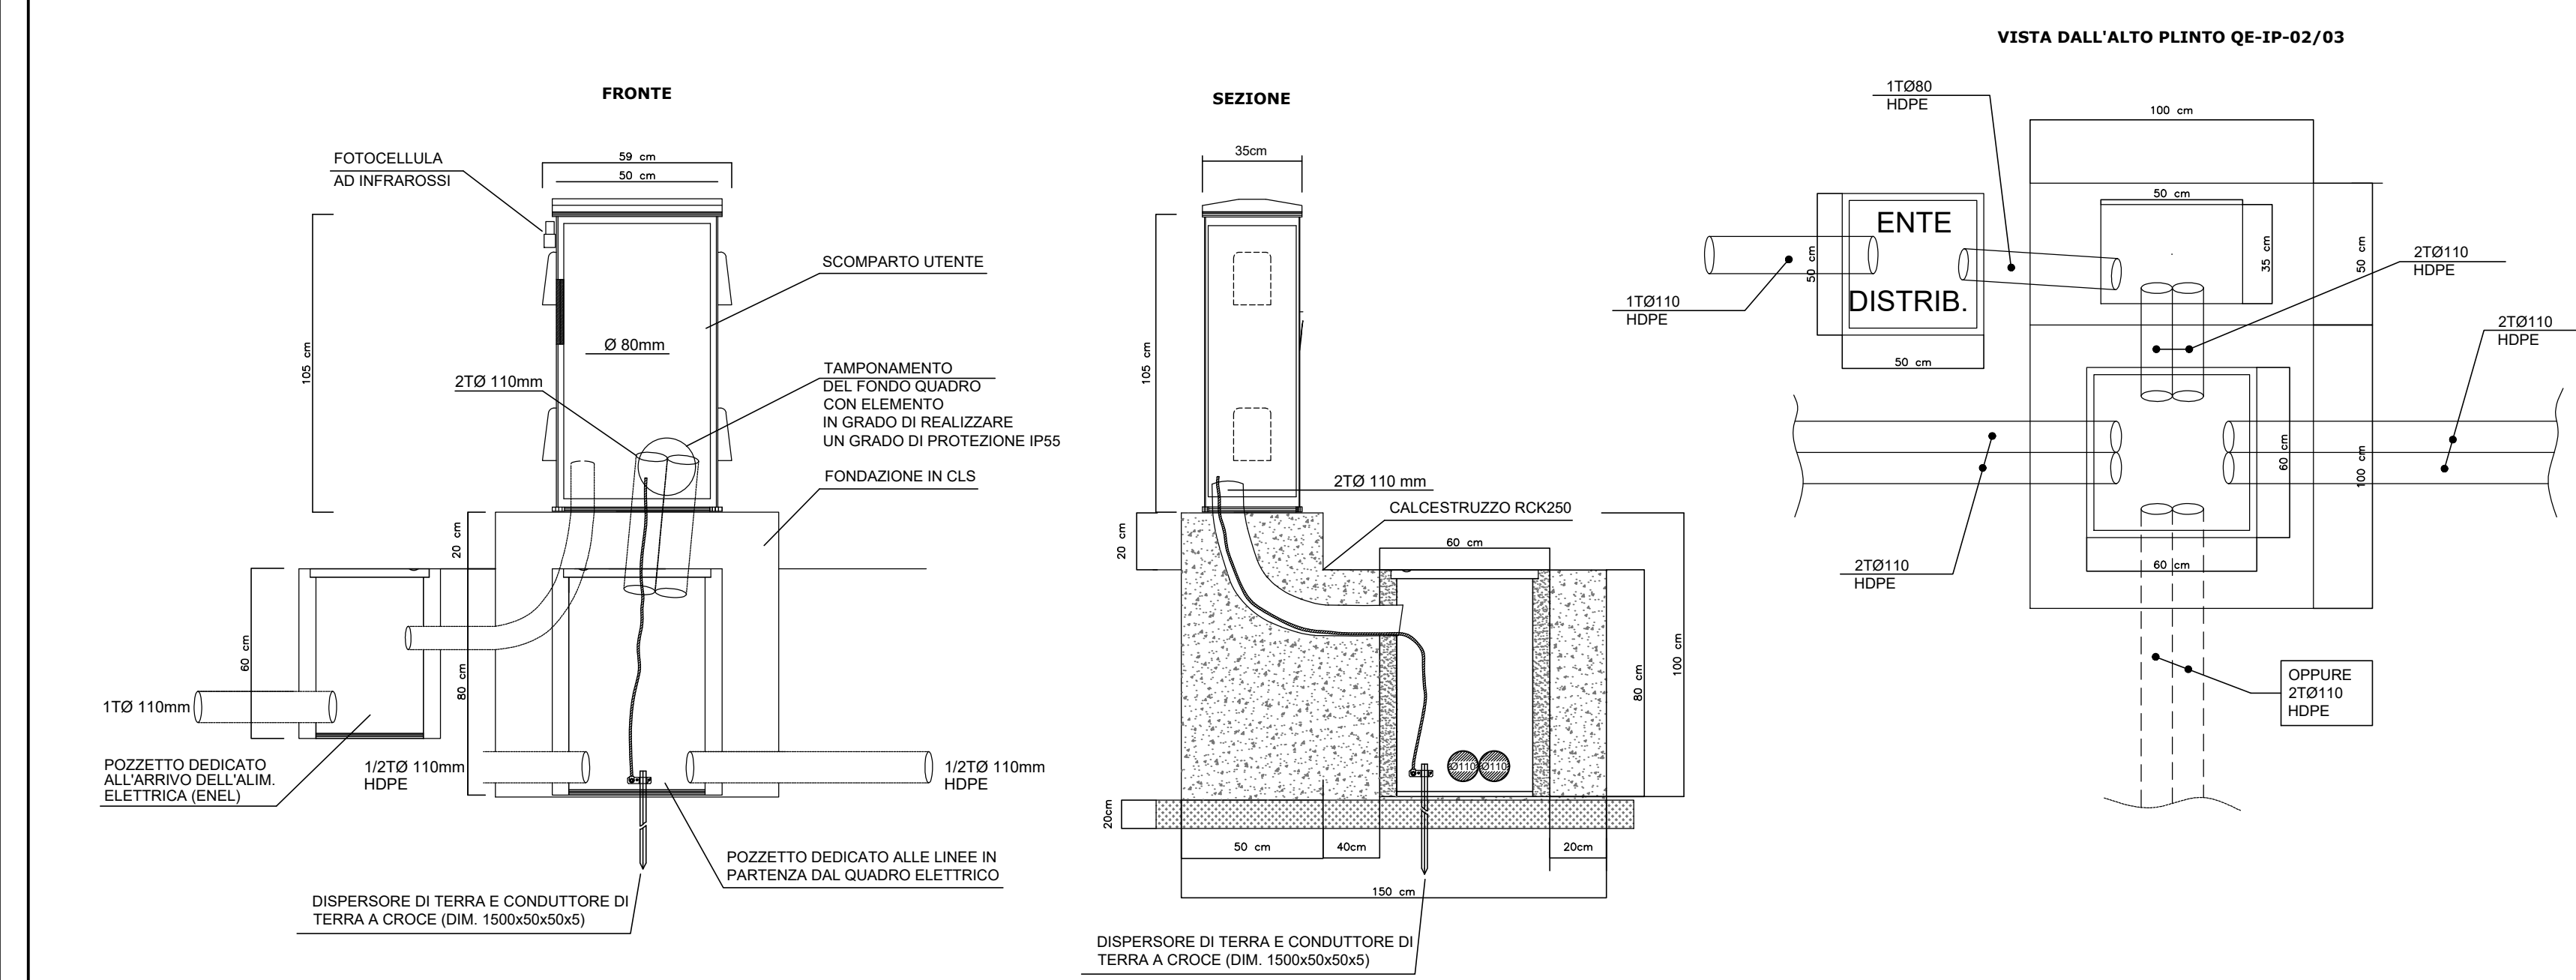 FRONTE
59 cm
50 cm
FOTOCELLULA
AD INFRAROSSI
SCOMPARTO UTENTE
105 cm
Ø 80mm
2TØ 110mm
TAMPONAMENTO
DEL FONDO QUADRO
CON ELEMENTO
IN GRADO DI REALIZZARE
UN GRADO DI PROTEZIONE IP55
FONDAZIONE IN CLS
20 cm
60 cm
80 cm
1TØ 110mm
POZZETTO DEDICATO
ALL'ARRIVO DELL'ALIM.
ELETTRICA (ENEL)
1/2TØ 110mm
HDPE
1/2TØ 110mm
HDPE
POZZETTO DEDICATO ALLE LINEE IN
PARTENZA DAL QUADRO ELETTRICO
DISPERSORE DI TERRA E CONDUTTORE DI
TERRA A CROCE (DIM. 1500x50x50x5)
SEZIONE
35cm
105 cm
2TØ 110 mm
CALCESTRUZZO RCK250
20 cm
60 cm
80 cm
100 cm
Ø110
Ø110
20cm
50 cm
40cm
20cm
150 cm
DISPERSORE DI TERRA E CONDUTTORE DI
TERRA A CROCE (DIM. 1500x50x50x5)
VISTA DALL'ALTO PLINTO QE-IP-02/03
1TØ80
HDPE
100 cm
50 cm
ENTE
DISTRIB.
50 cm
50 cm
35 cm
50 cm
2TØ110
HDPE
1TØ110
HDPE
2TØ110
HDPE
60 cm
100 cm
60 cm
2TØ110
HDPE
OPPURE
2TØ110
HDPE